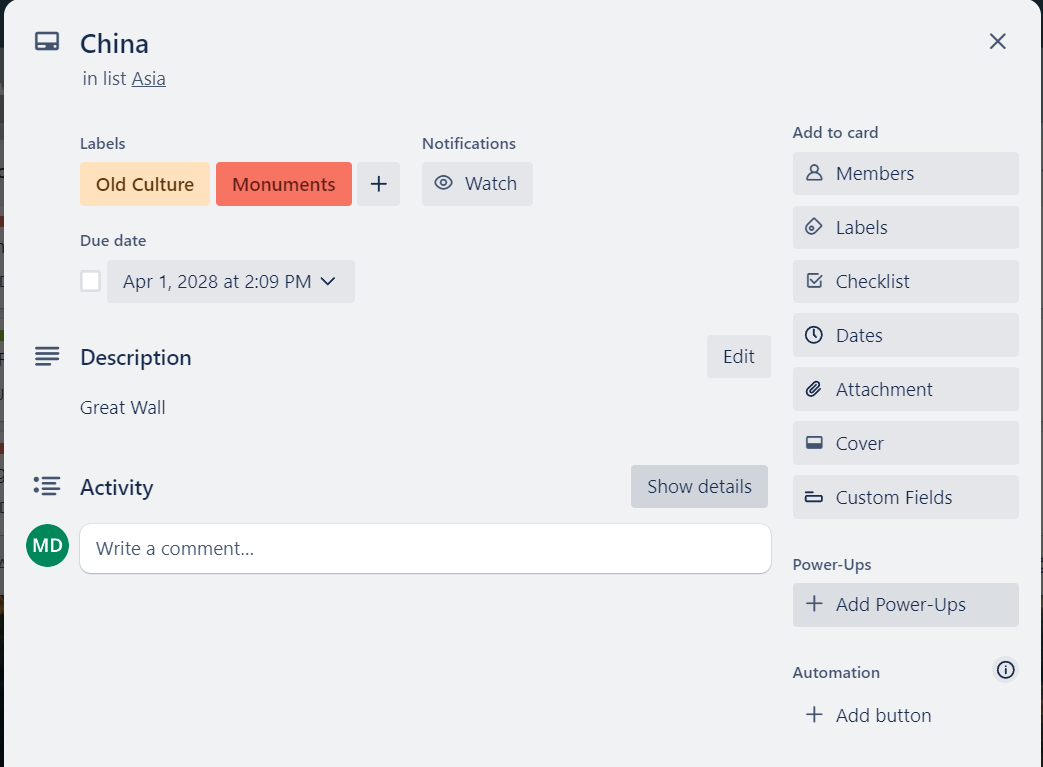 China
in list Asia
Labels
Old Culture Monuments
Notifications
Watch
Due date
Apr 1, 2028 at 2:09 PM
Description
Edit
Great Wall
Activity
Show details
MD
Write a comment...
Add to card
Members
Labels
Checklist
Dates
Attachment
Cover
Custom Fields
Power-Ups
Add Power-Ups
Automation
Add button